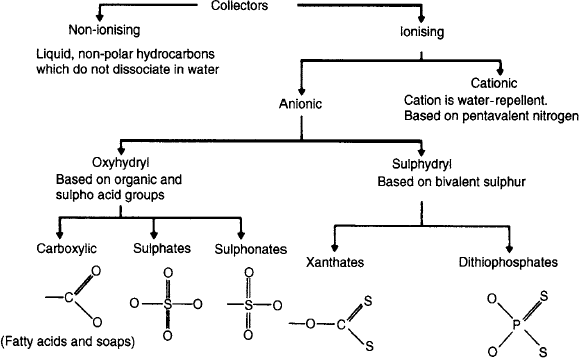 Collectors
Non-ionising
Liquid, non-polar hydrocarbons
which do not dissociate in water
Ionising
Cationic
Cation is water-repellent.
Based on pentavalent nitrogen
Anionic
Oxyhydryl
Based on organic and
sulpho acid groups
Sulphydryl
Based on bivalent sulphur
Carboxylic
Sulphates
Sulphonates
Xanthates
Dithiophosphates
C O O
O O S O O
S O O O
O C S S
O O P S S
(Fatty acids and soaps)